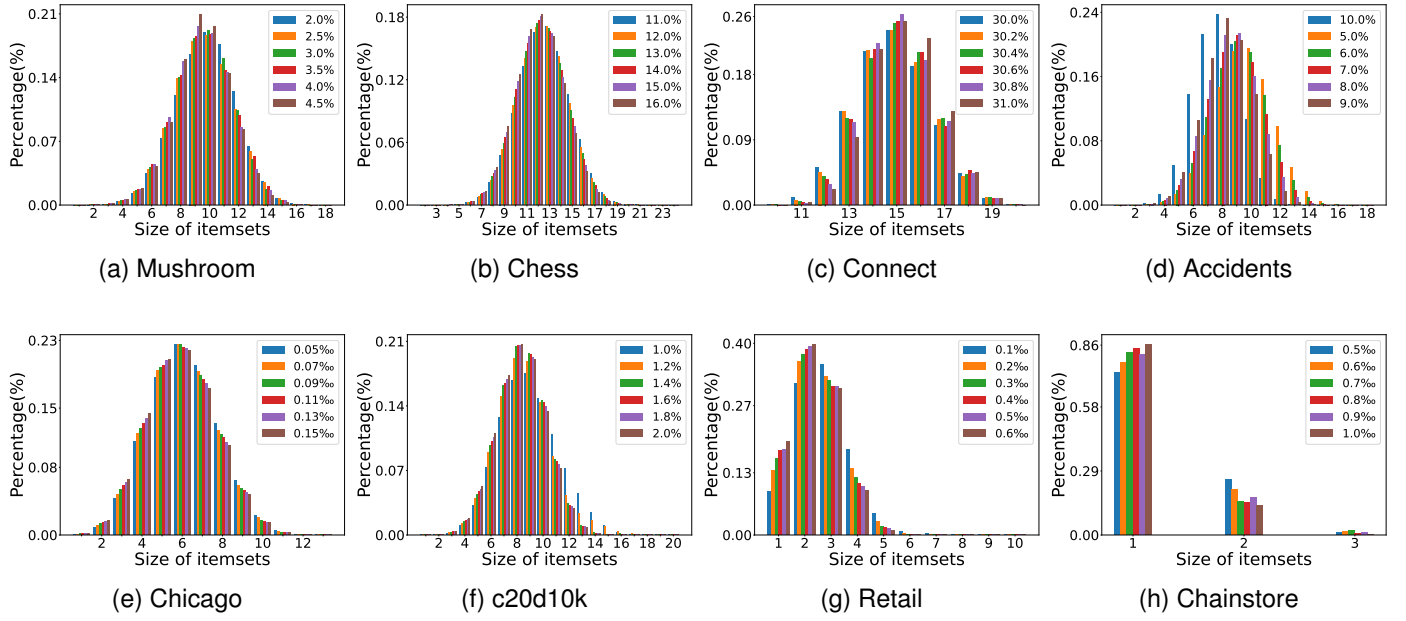 Percentage(%)
0.21
0.14
0.07
0.00
2 4 6 8 10 12 14 16 18
Size of itemsets
2.0%
2.5%
3.0%
3.5%
4.0%
4.5%
(a) Mushroom
Percentage(%)
0.18
0.12
0.06
0.00
3 5 7 9 11 13 15 17 19 21 23
Size of itemsets
11.0%
12.0%
13.0%
14.0%
15.0%
16.0%
(b) Chess
Percentage(%)
0.26
0.18
0.09
0.00
11 13 15 17 19
Size of itemsets
30.0%
30.2%
30.4%
30.6%
30.8%
31.0%
(c) Connect
Percentage(%)
0.24
0.16
0.08
0.00
2 4 6 8 10 12 14 16 18
Size of itemsets
10.0%
5.0%
6.0%
7.0%
8.0%
9.0%
(d) Accidents
Percentage(%)
0.23
0.15
0.08
0.00
2 4 6 8 10 12
Size of itemsets
0.05‰
0.07‰
0.09‰
0.11‰
0.13‰
0.15‰
(e) Chicago
Percentage(%)
0.21
0.14
0.07
0.00
2 3 4 6 8 10 12 14 16 18 20
Size of itemsets
1.0%
1.2%
1.4%
1.6%
1.8%
2.0%
(f) c20d10k
Percentage(%)
0.40
0.27
0.13
0.00
1 2 3 4 5 6 7 8 9 10
Size of itemsets
0.1‰
0.2‰
0.3‰
0.4‰
0.5‰
0.6‰
(g) Retail
Percentage(%)
0.86
0.58
0.29
0.00
1 2 3
Size of itemsets
0.5‰
0.6‰
0.7‰
0.8‰
0.9‰
1.0‰
(h) Chainstore